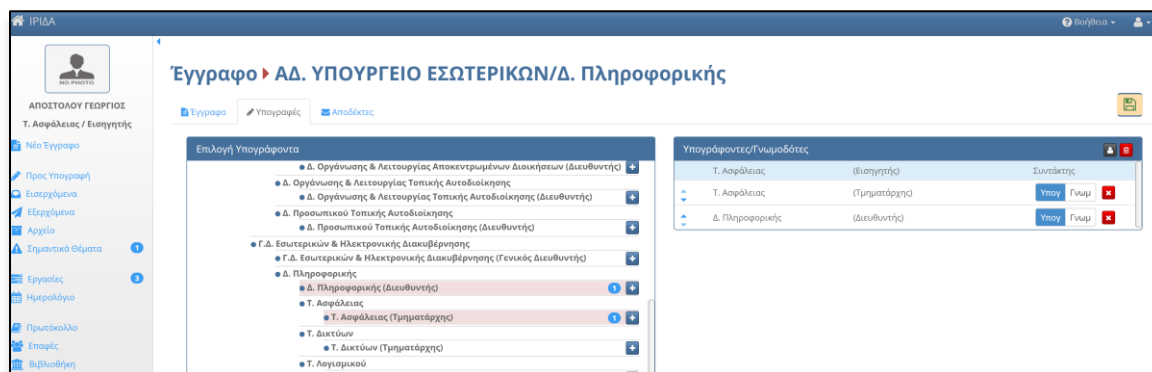 ΙΡΙΔΑ
Βοήθεια
NO PHOTO
ΑΠΟΣΤΟΛΟΥ ΓΕΩΡΓΙΟΣ
Τ. Ασφάλειας / Εισηγητής
Νέο Έγγραφο
Προς Υπογραφή
Εισερχόμενα
Εξερχόμενα
Αρχείο
Σημαντικά Θέματα 1
Εργασίες 3
Ημερολόγιο
Πρωτόκολλο
Επαφές
Βιβλιοθήκη
Έγγραφο ΑΔ. ΥΠΟΥΡΓΕΙΟ ΕΣΩΤΕΡΙΚΩΝ/Δ. Πληροφορικής
Έγγραφο Υπογραφές Αποδέκτες
Επιλογή Υπογράφοντα
Δ. Οργάνωσης & Λειτουργίας Αποκεντρωμένων Διοικήσεων (Διευθυντής)
Δ. Οργάνωσης & Λειτουργίας Τοπικής Αυτοδιοίκησης
Δ. Οργάνωσης & Λειτουργίας Τοπικής Αυτοδιοίκησης (Διευθυντής)
Δ. Προσωπικού Τοπικής Αυτοδιοίκησης
Δ. Προσωπικού Τοπικής Αυτοδιοίκησης (Διευθυντής)
Γ.Δ. Εσωτερικών & Ηλεκτρονικής Διακυβέρνησης
Γ.Δ. Εσωτερικών & Ηλεκτρονικής Διακυβέρνησης (Γενικός Διευθυντής)
Δ. Πληροφορικής
Δ. Πληροφορικής (Διευθυντής) 1
Τ. Ασφάλειας
Τ. Ασφάλειας (Τμηματάρχης) 1
Τ. Δικτύων
Τ. Δικτύων (Τμηματάρχης)
Τ. Λογισμικού
Υπογράφοντες/Γνωμοδότες
Τ. Ασφάλειας (Εισηγητής) Συντάκτης
Τ. Ασφάλειας (Τμηματάρχης) Υπογ Γνωμ
Δ. Πληροφορικής (Διευθυντής) Υπογ Γνωμ